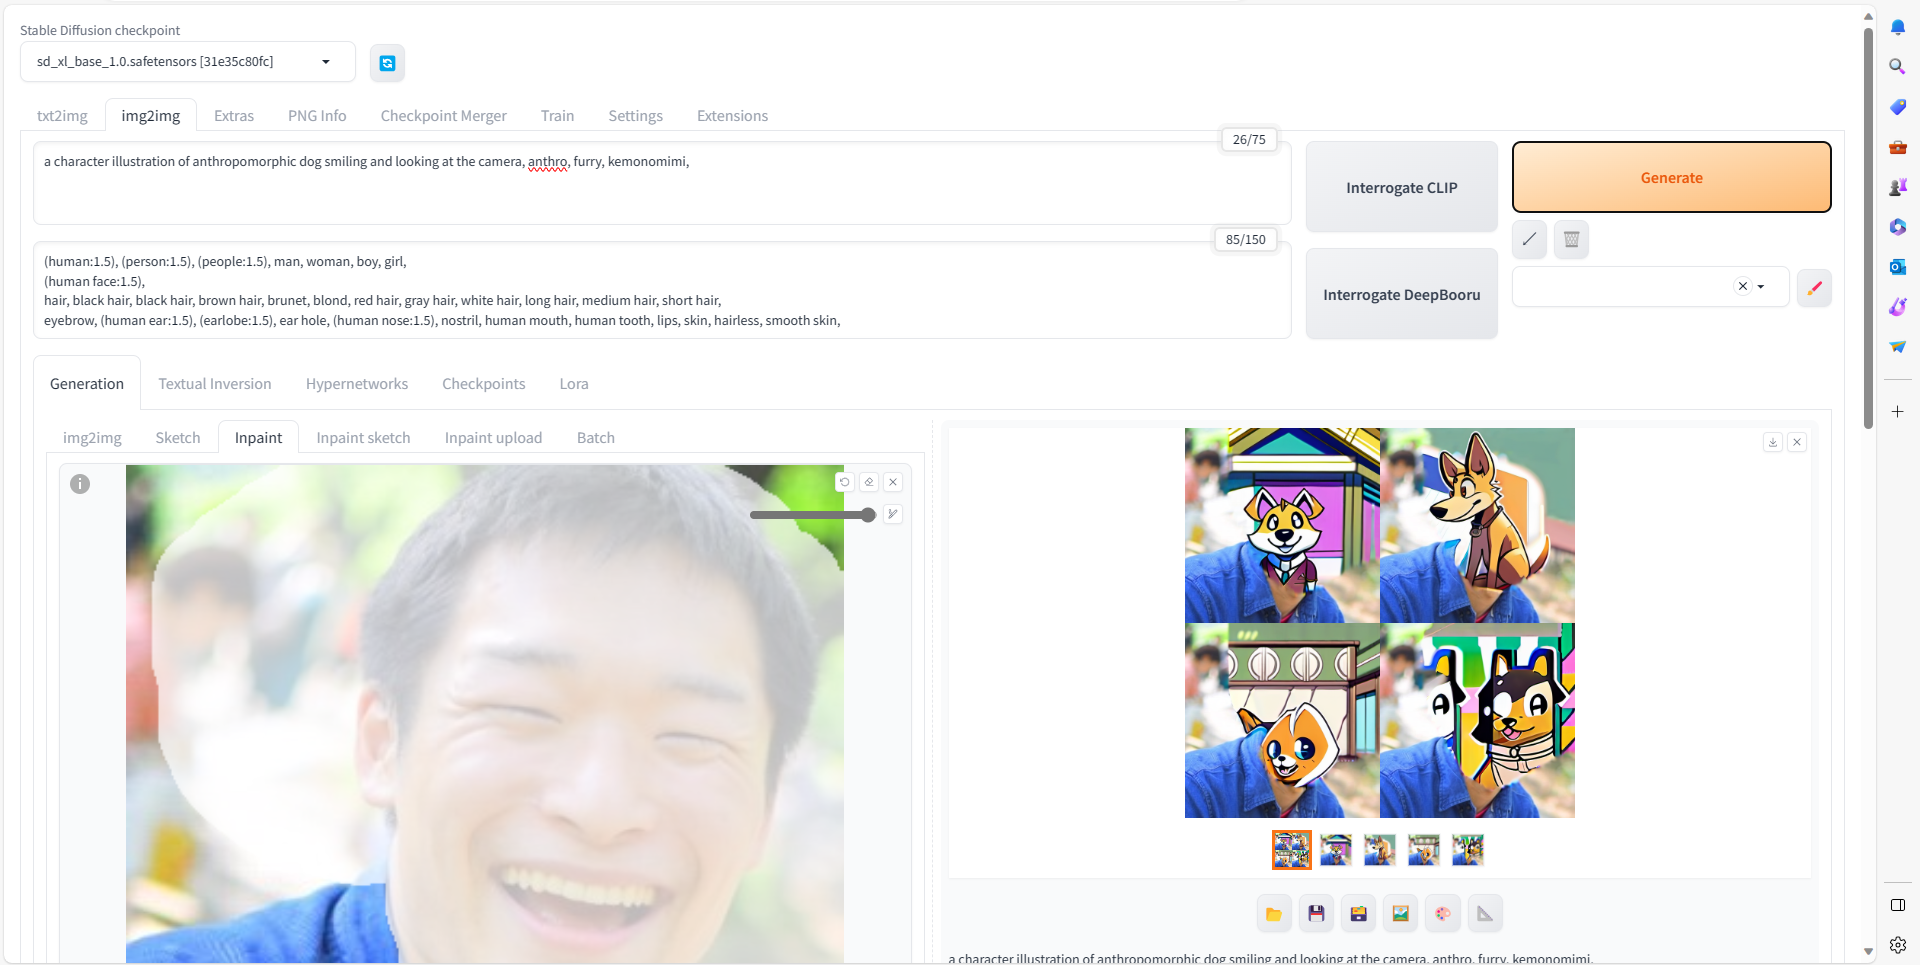 Stable Diffusion checkpoint
sd_xl_base_1.0.safetensors [31e35c80fc]
txt2img
img2img
Extras
PNG Info
Checkpoint Merger
Train
Settings
Extensions
26/75
a character illustration of anthropomorphic dog smiling and looking at the camera, anthro, furry, kemonomimi,
Interrogate CLIP
Generate
85/150
(human:1.5), (person:1.5), (people:1.5), man, woman, boy, girl,
(human face:1.5),
hair, black hair, black hair, brown hair, brunet, blond, red hair, gray hair, white hair, long hair, medium hair, short hair,
eyebrow, (human ear:1.5), (earlobe:1.5), ear hole, (human nose:1.5), nostril, human mouth, human tooth, lips, skin, hairless, smooth skin,
Interrogate DeepBooru
Generation
Textual Inversion
Hypernetworks
Checkpoints
Lora
img2img
Sketch
Inpaint
Inpaint sketch
Inpaint upload
Batch
a character illustration of anthropomorphic dog smiling and looking at the camera, anthro, furry, kemonomimi,